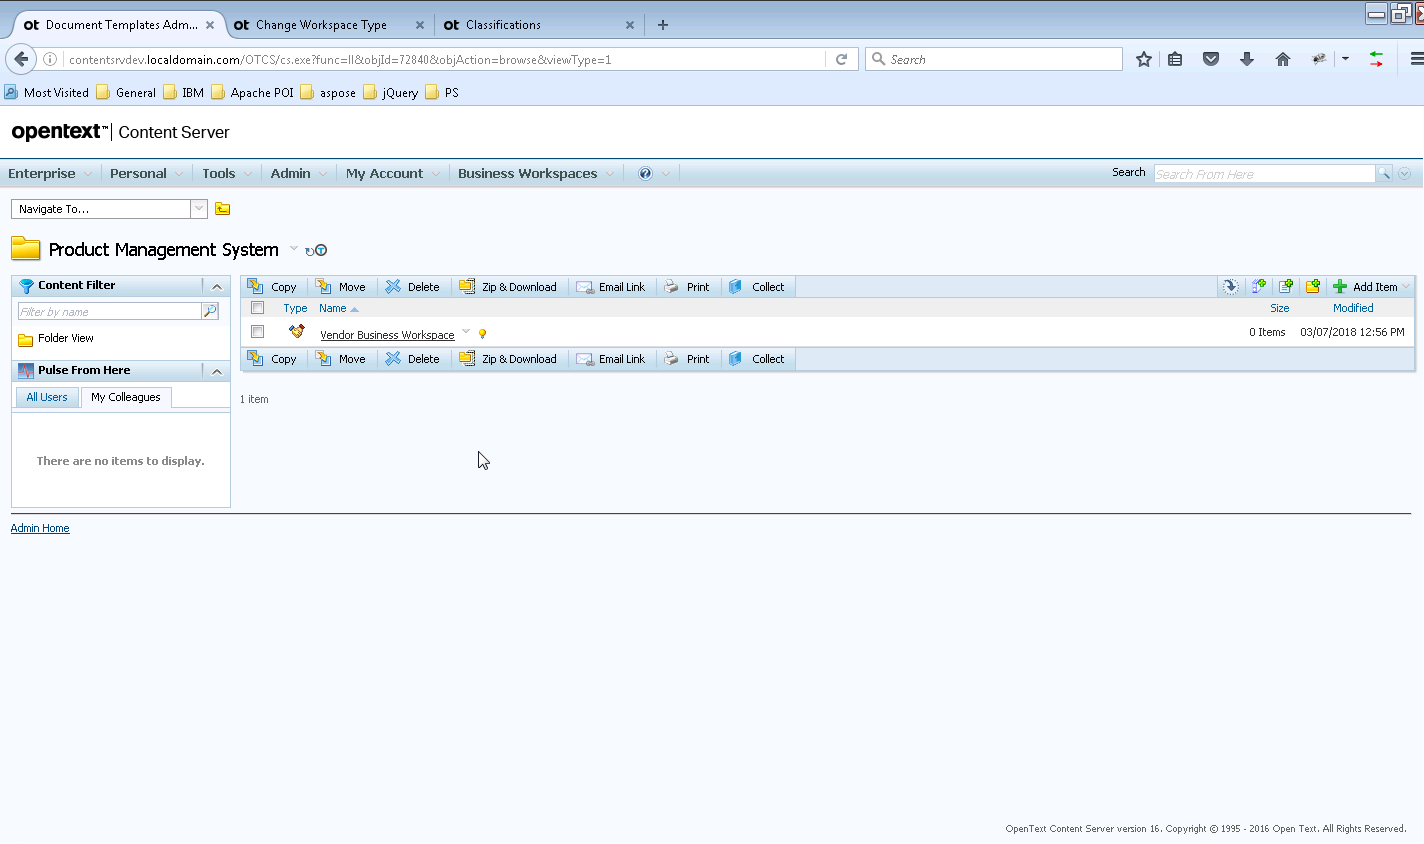 Document Templates Adm... Change Workspace Type Classifications
contentsrvdev.localdomain.com/OTCS/cs.exe?func=ll&objId=72840&objAction=browse&viewType=1 Search
Most Visited General IBM Apache POI aspose jQuery PS
opentext™ | Content Server
Enterprise Personal Tools Admin My Account Business Workspaces Search Search From Here
Navigate To...
Product Management System
Content Filter
Filter by name
Folder View
Pulse From Here
All Users My Colleagues
There are no items to display.
Copy Move Delete Zip & Download Email Link Print Collect Add Item
Type Name Size Modified
Vendor Business Workspace 0 Items 03/07/2018 12:56 PM
Copy Move Delete Zip & Download Email Link Print Collect
1 item
Admin Home
OpenText Content Server version 16. Copyright © 1995 - 2016 Open Text. All Rights Reserved.